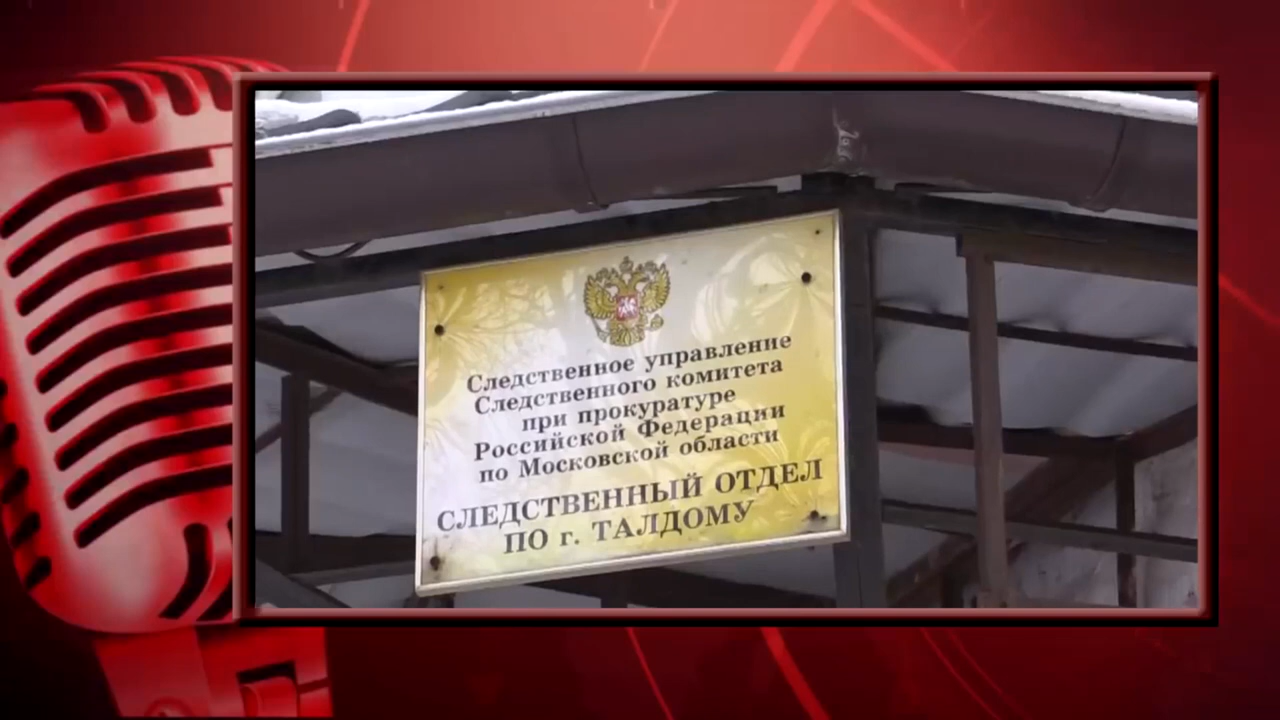 Следственное управление
Следственного комитета
при прокуратуре
Российской Федерации
по Московской области
СЛЕДСТВЕННЫЙ ОТДЕЛ
ПО г. ТАЛДОМУ